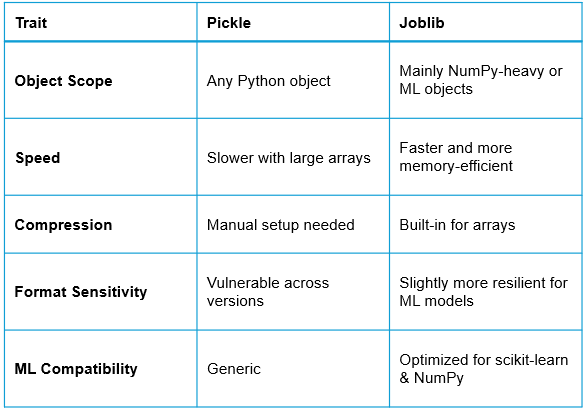 Trait Pickle Joblib
Object Scope Any Python object Mainly NumPy-heavy or
ML objects
Speed Slower with large arrays Faster and more
memory-efficient
Compression Manual setup needed Built-in for arrays
Format Sensitivity Vulnerable across
versions Slightly more resilient for
ML models
ML Compatibility Generic Optimized for scikit-learn
& NumPy